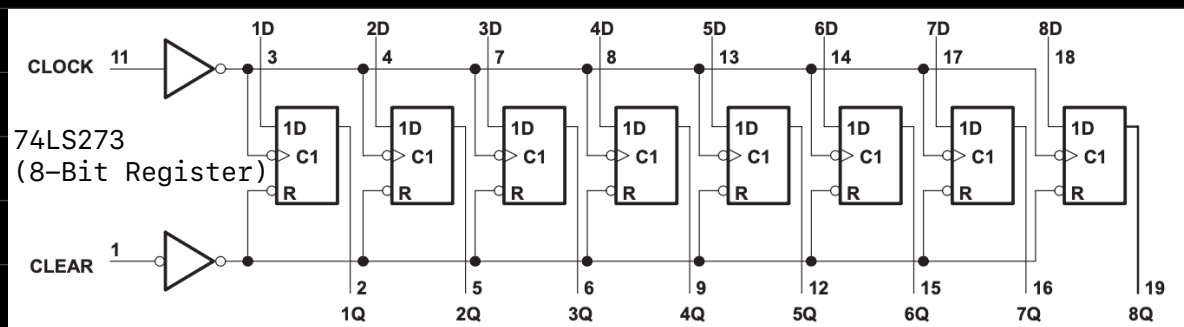 1D 2D 3D 4D 5D 6D 7D 8D
CLOCK 11 3 4 7 8 13 14 17 18
1D 1D 1D 1D 1D 1D 1D 1D
74LS273
C1 C1 C1 C1 C1 C1 C1 C1
(8-Bit Register)
R R R R R R R R
CLEAR 1
2 5 6 9 12 15 16 19
1Q 2Q 3Q 4Q 5Q 6Q 7Q 8Q